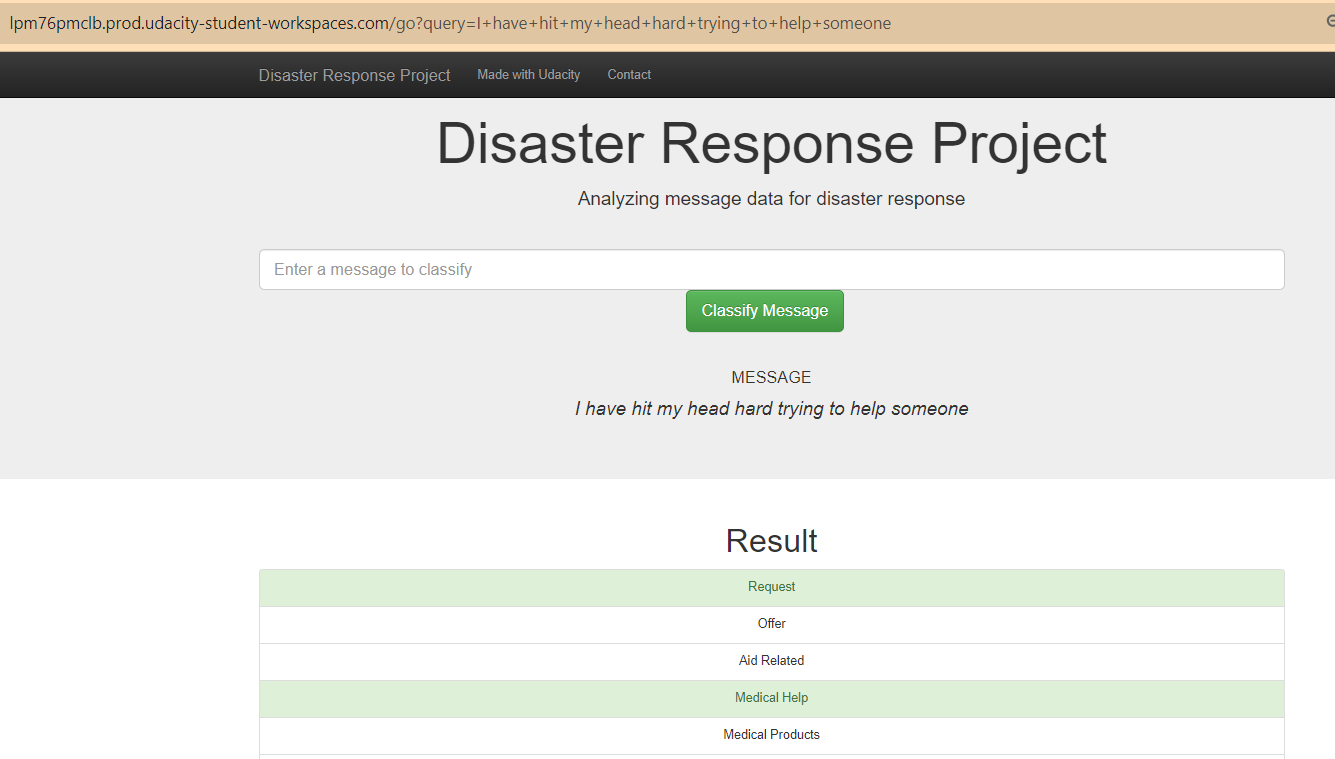 lpm76pmclb.prod.udacity-student-workspaces.com/go?query=I+have+hit+my+head+hard+trying+to+help+someone
Disaster Response Project Made with Udacity Contact
Disaster Response Project
Analyzing message data for disaster response
Enter a message to classify
Classify Message
MESSAGE
I have hit my head hard trying to help someone
Result
Request
Offer
Aid Related
Medical Help
Medical Products